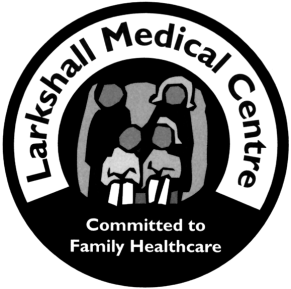 Larkshall Medical Centre
Committed to
Family Healthcare